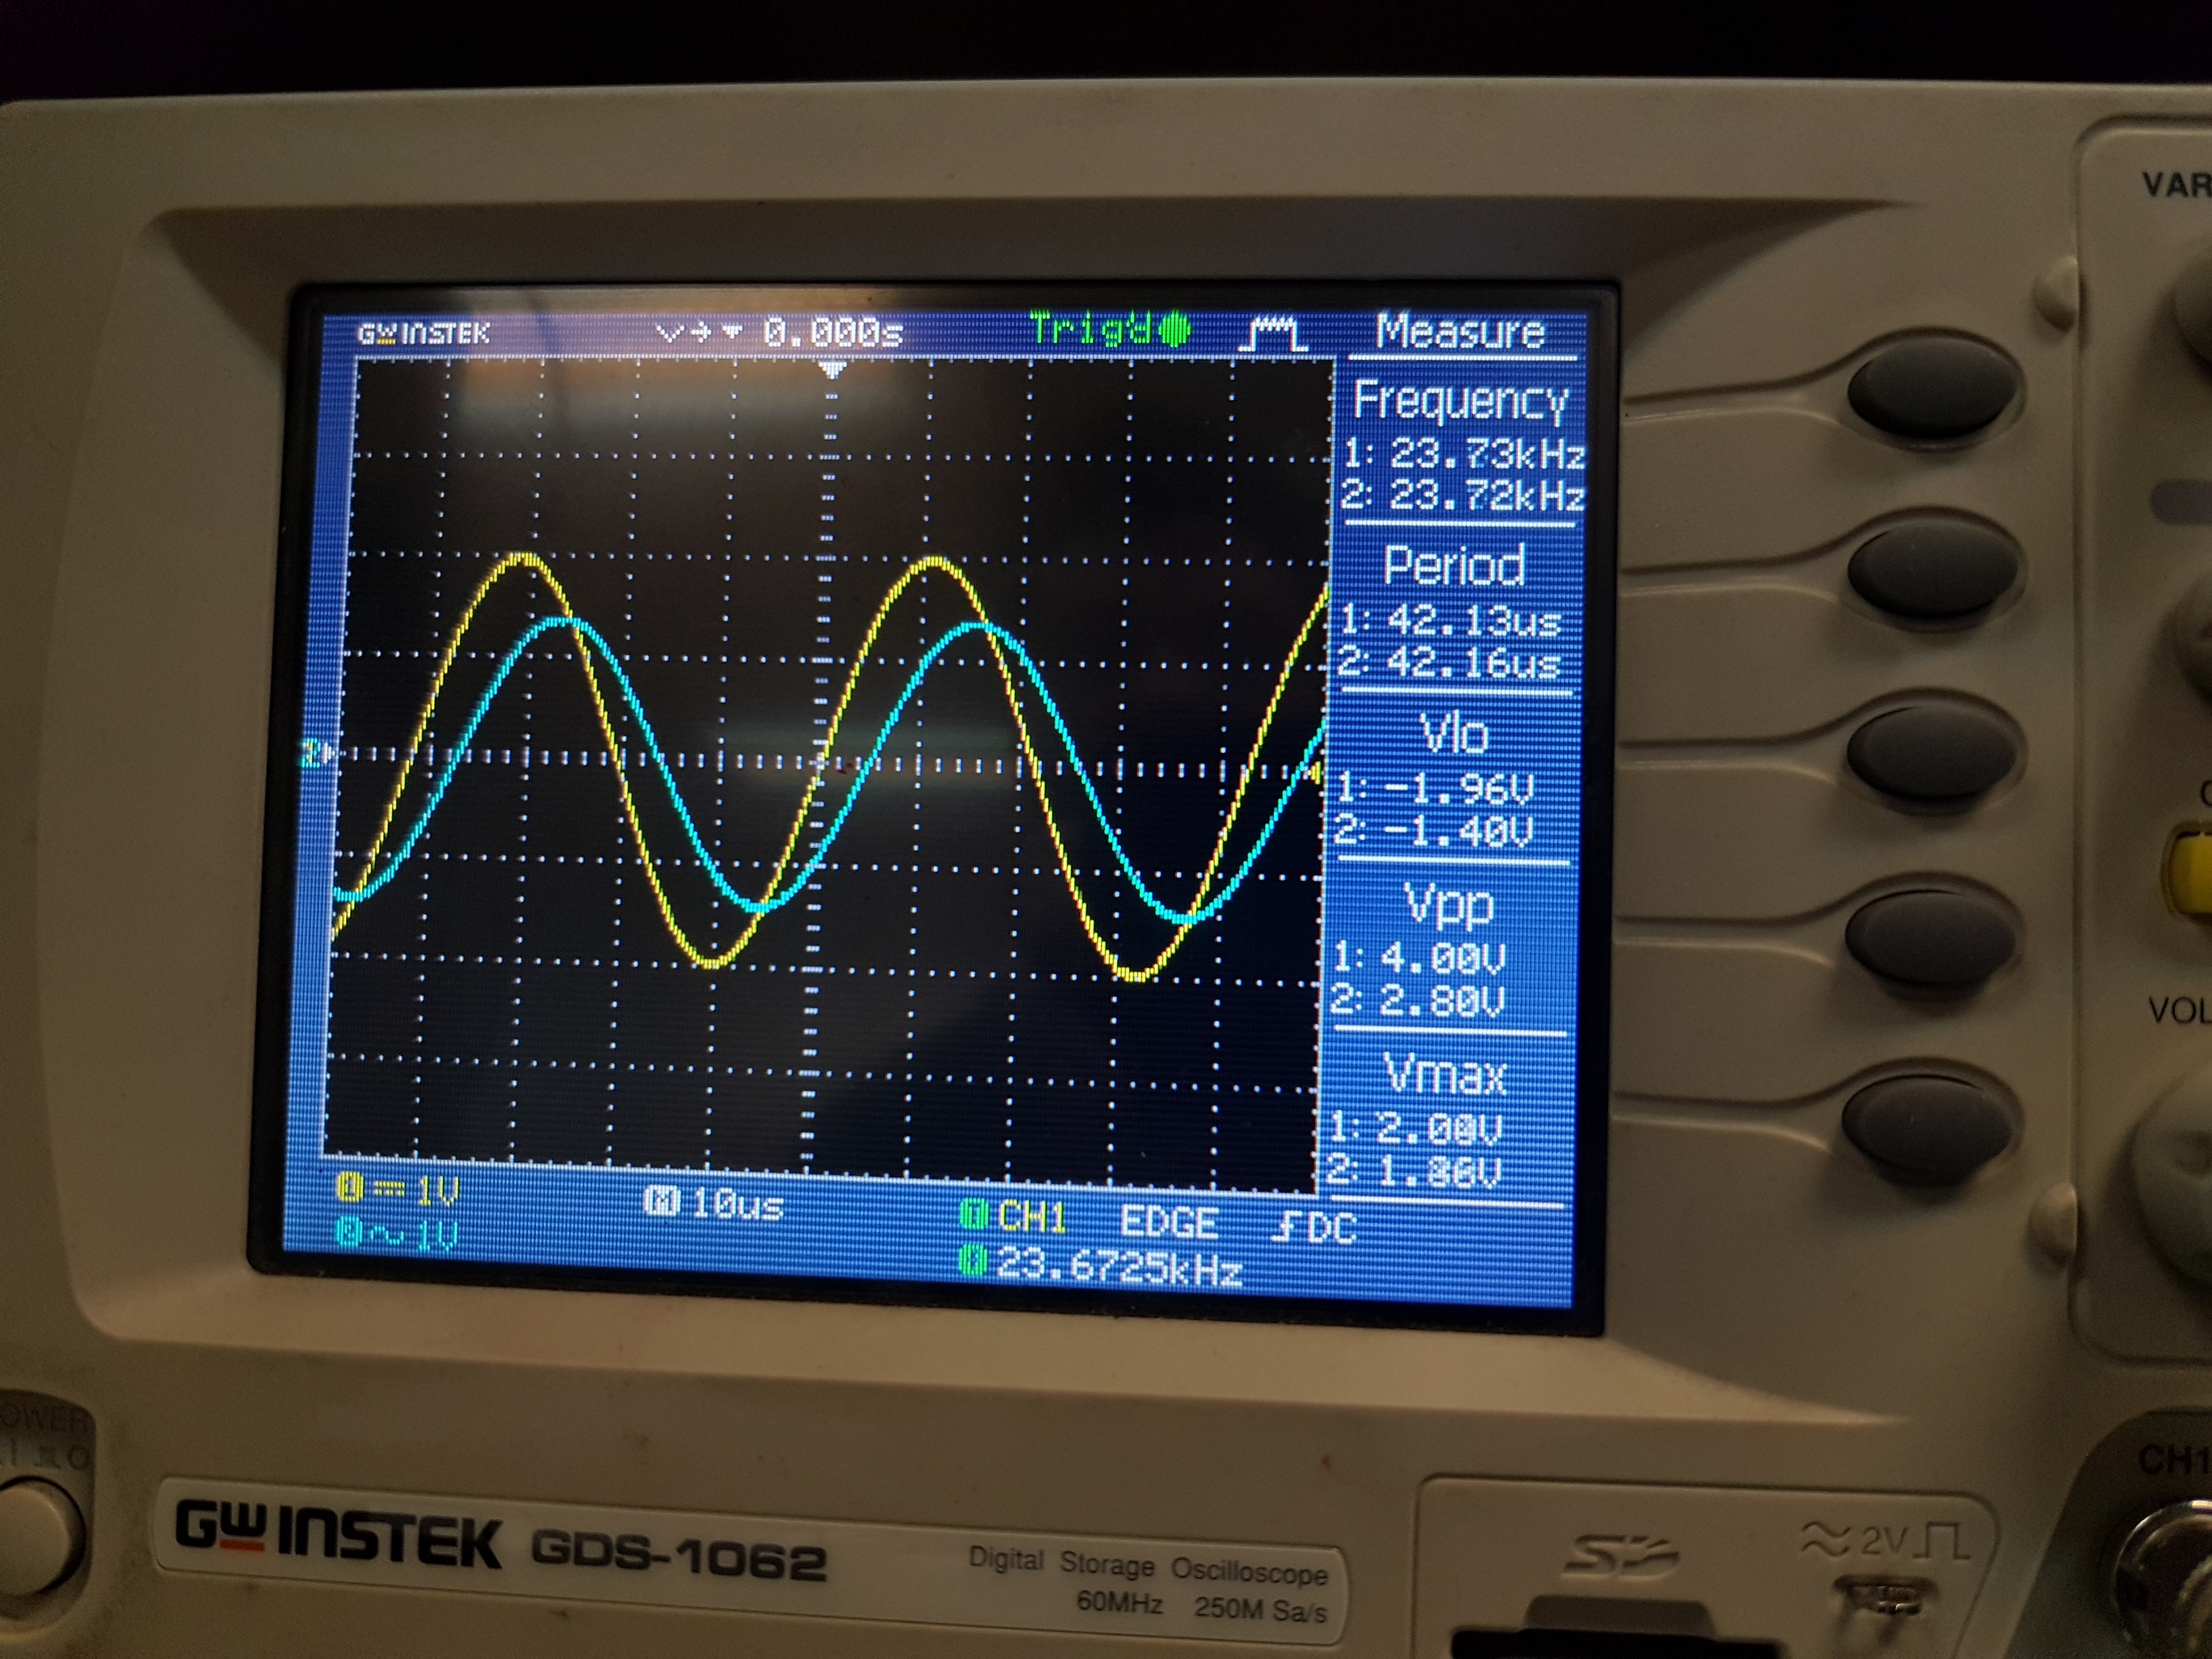 GW INSTEK 0.000s Trig'd Measure
Frequency
1: 23.73kHz
2: 23.72kHz
Period
1: 42.13us
2: 42.16us
Vlo
1: -1.96V
2: -1.40V
Vpp
1: 4.00V
2: 2.80V
Vmax
1: 2.00V
2:
1 1V M 10us T CH1 EDGE DC
2 1V 23.6725kHz
VAR
VOL
POWER
CH1
GW INSTEK GDS-1062
Digital Storage Oscilloscope
60MHz 250M Sa/s
SD
2V